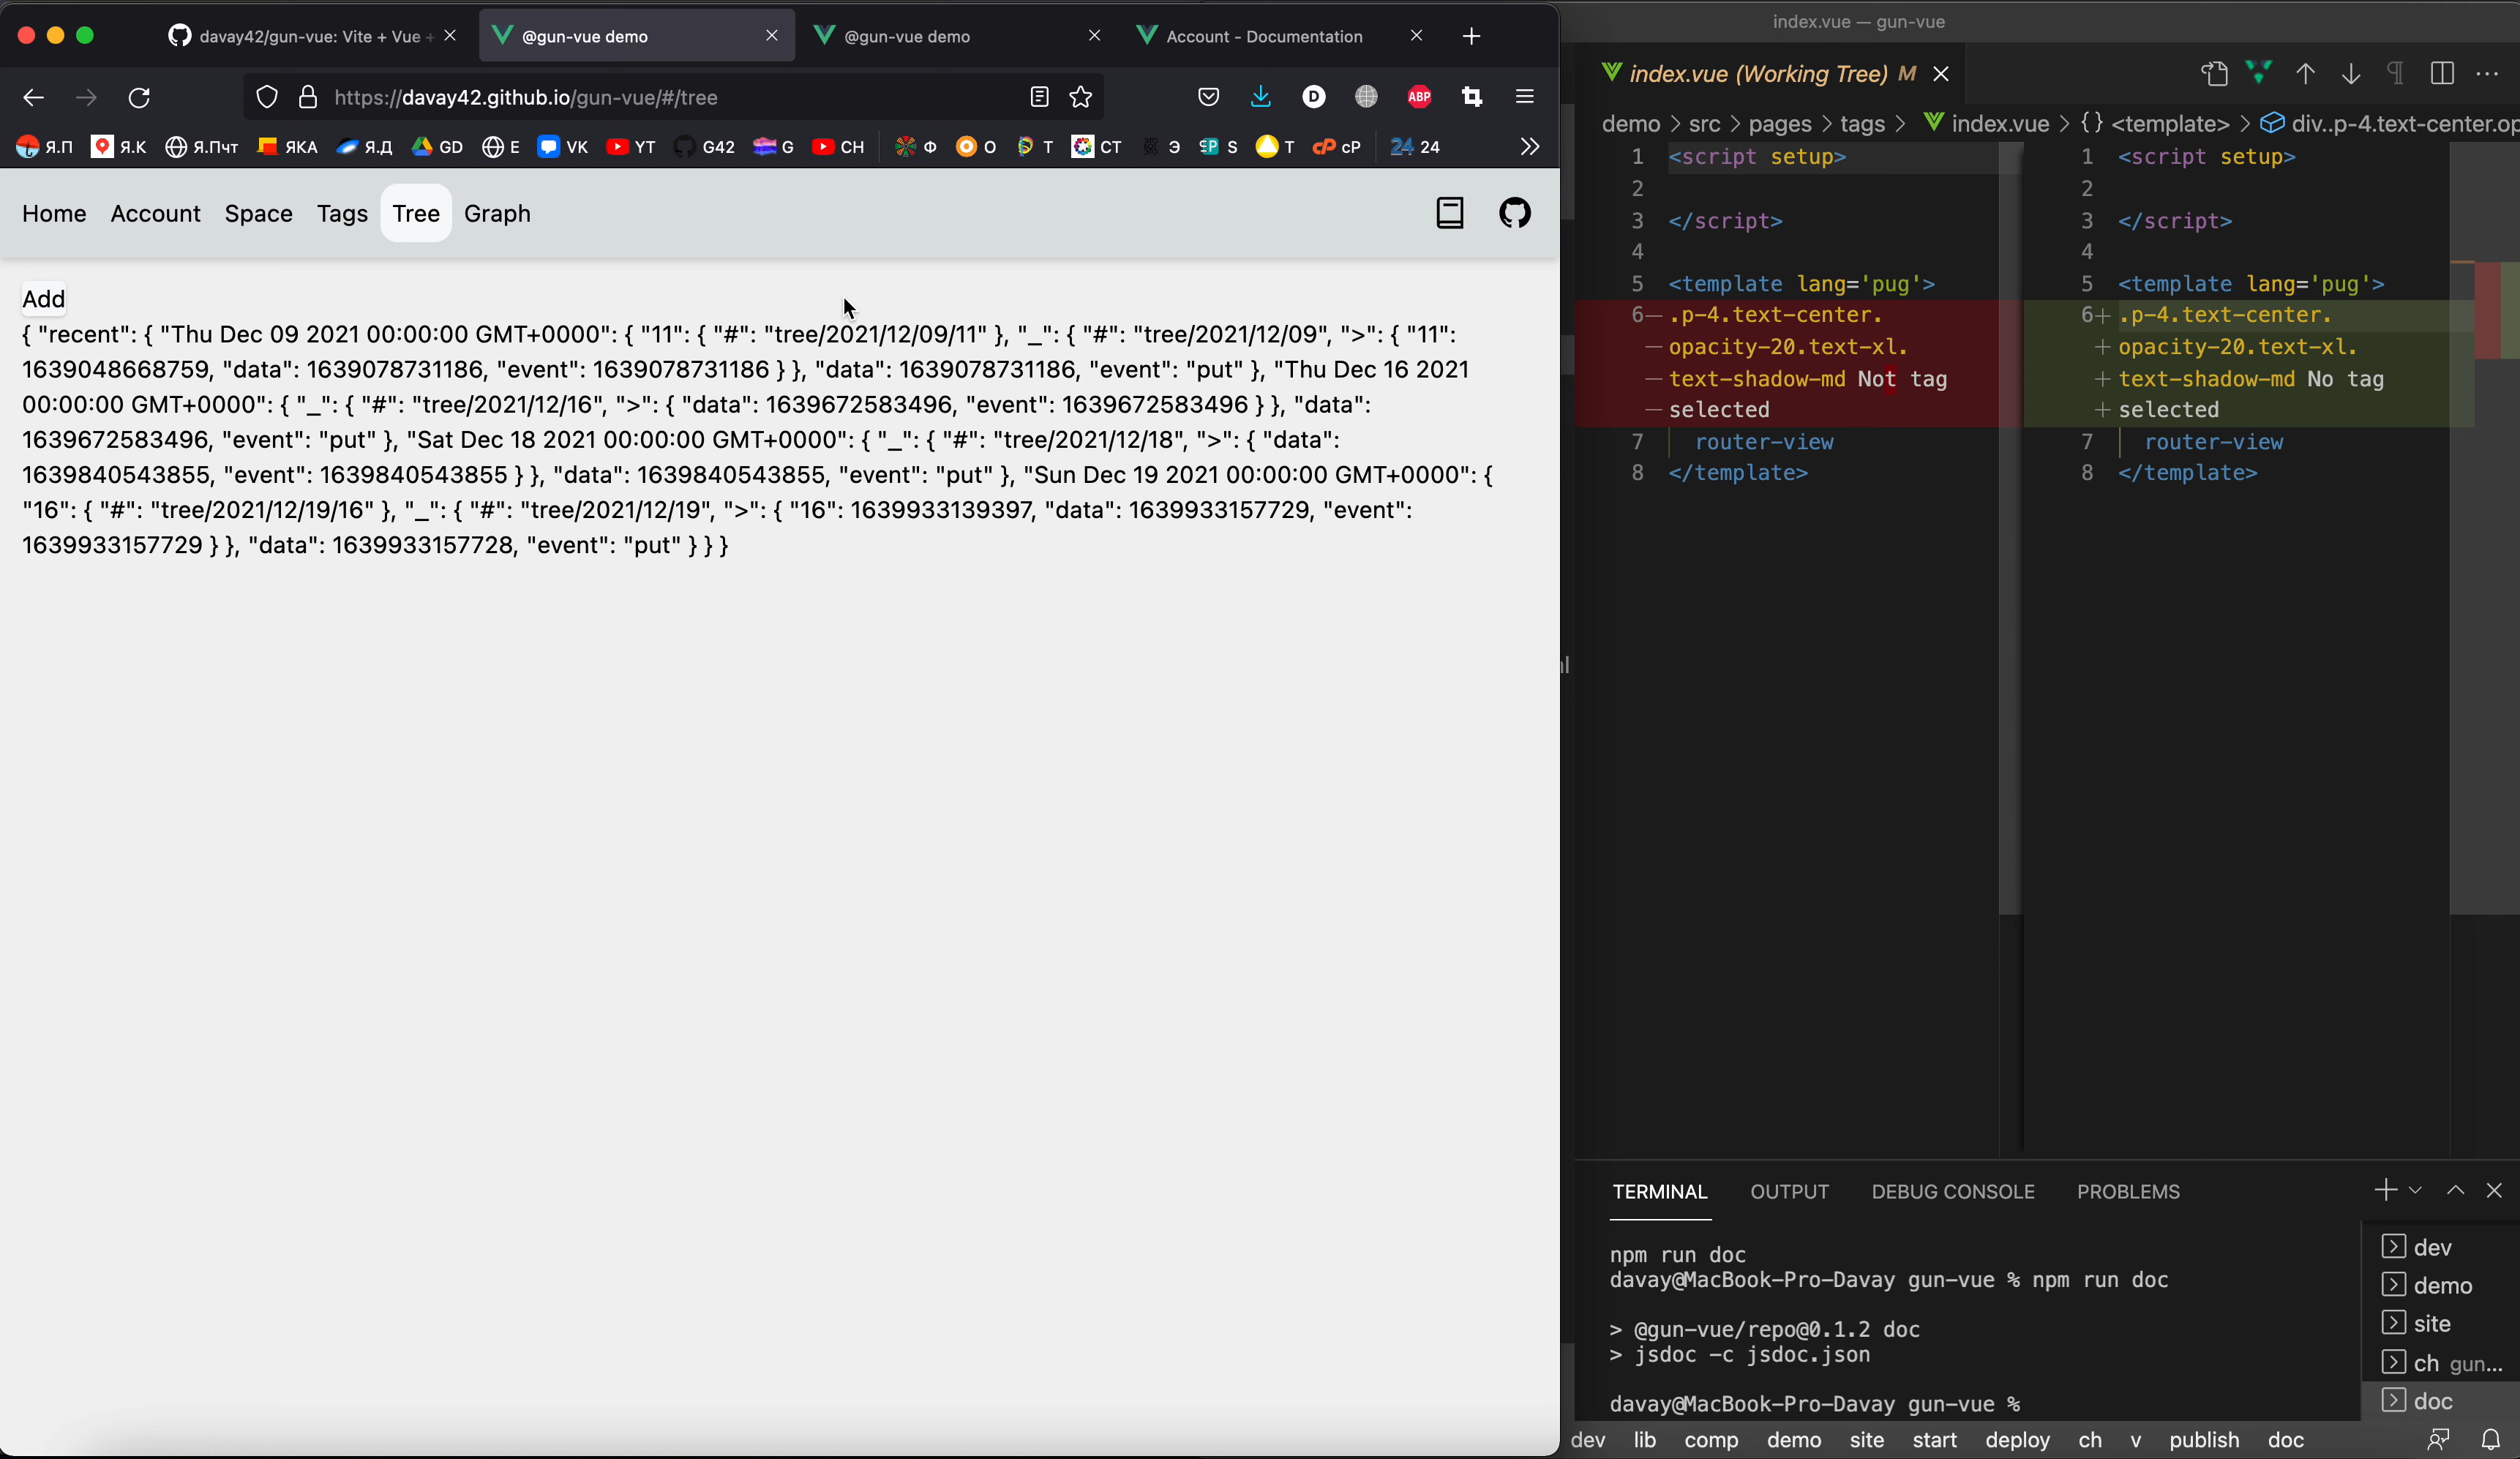 davay42/gun-vue: Vite + Vue +
@gun-vue demo
@gun-vue demo
Account - Documentation
https://davay42.github.io/gun-vue/#/tree
D
ABP
Я.П
Я.К
Я.Пчт
ЯКА
Я.Д
GD
E
VK
YT
G42
G
CH
Ф
О
T
СТ
Э
S
T
cP
24 24
Home
Account
Space
Tags
Tree
Graph
Add
{ "recent": { "Thu Dec 09 2021 00:00:00 GMT+0000": { "11": { "#": "tree/2021/12/09/11" }, "_": { "#": "tree/2021/12/09", ">": { "11":
1639048668759, "data": 1639078731186, "event": 1639078731186 } }, "data": 1639078731186, "event": "put" }, "Thu Dec 16 2021
00:00:00 GMT+0000": { "_": { "#": "tree/2021/12/16", ">": { "data": 1639672583496, "event": 1639672583496 } }, "data":
1639672583496, "event": "put" }, "Sat Dec 18 2021 00:00:00 GMT+0000": { "_": { "#": "tree/2021/12/18", ">": { "data":
1639840543855, "event": 1639840543855 } }, "data": 1639840543855, "event": "put" }, "Sun Dec 19 2021 00:00:00 GMT+0000": {
"16": { "#": "tree/2021/12/19/16" }, "_": { "#": "tree/2021/12/19", ">": { "16": 1639933139397, "data": 1639933157729, "event":
1639933157729 } }, "data": 1639933157728, "event": "put" } } }
index.vue — gun-vue
index.vue (Working Tree) M
demo > src > pages > tags > index.vue > {} <template> > div..p-4.text-center.op
1 <script setup>
2
3 </script>
4
5 <template lang='pug'>
6— .p-4.text-center.
— opacity-20.text-xl.
— text-shadow-md Not tag
— selected
7 router-view
8 </template>
1 <script setup>
2
3 </script>
4
5 <template lang='pug'>
6+ .p-4.text-center.
+ opacity-20.text-xl.
+ text-shadow-md No tag
+ selected
7 router-view
8 </template>
TERMINAL
OUTPUT
DEBUG CONSOLE
PROBLEMS
npm run doc
davay@MacBook-Pro-Davay gun-vue % npm run doc
> @gun-vue/repo@0.1.2 doc
> jsdoc -c jsdoc.json
davay@MacBook-Pro-Davay gun-vue %
dev
demo
site
ch gun...
doc
dev lib comp demo site start deploy ch v publish doc